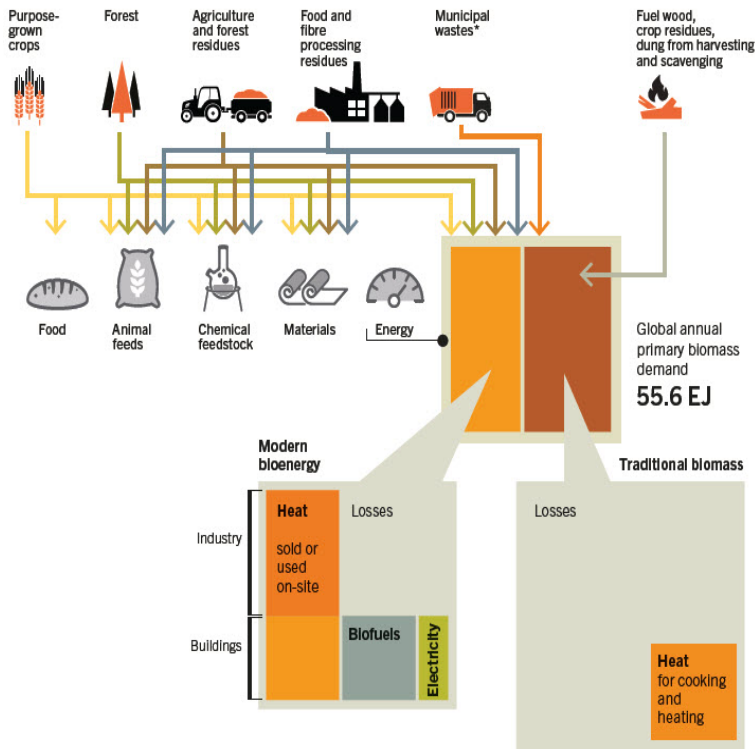 Purpose-
grown
crops
Forest
Agriculture
and forest
residues
Food and
fibre
processing
residues
Municipal
wastes*
Fuel wood,
crop residues,
dung from harvesting
and scavenging
Food
Animal
feeds
Chemical
feedstock
Materials
Energy
Global annual
primary biomass
demand
55.6 EJ
Modern
bioenergy
Traditional biomass
Industry
Buildings
Heat
sold or
used
on-site
Losses
Biofuels
Electricity
Losses
Heat
for cooking
and
heating